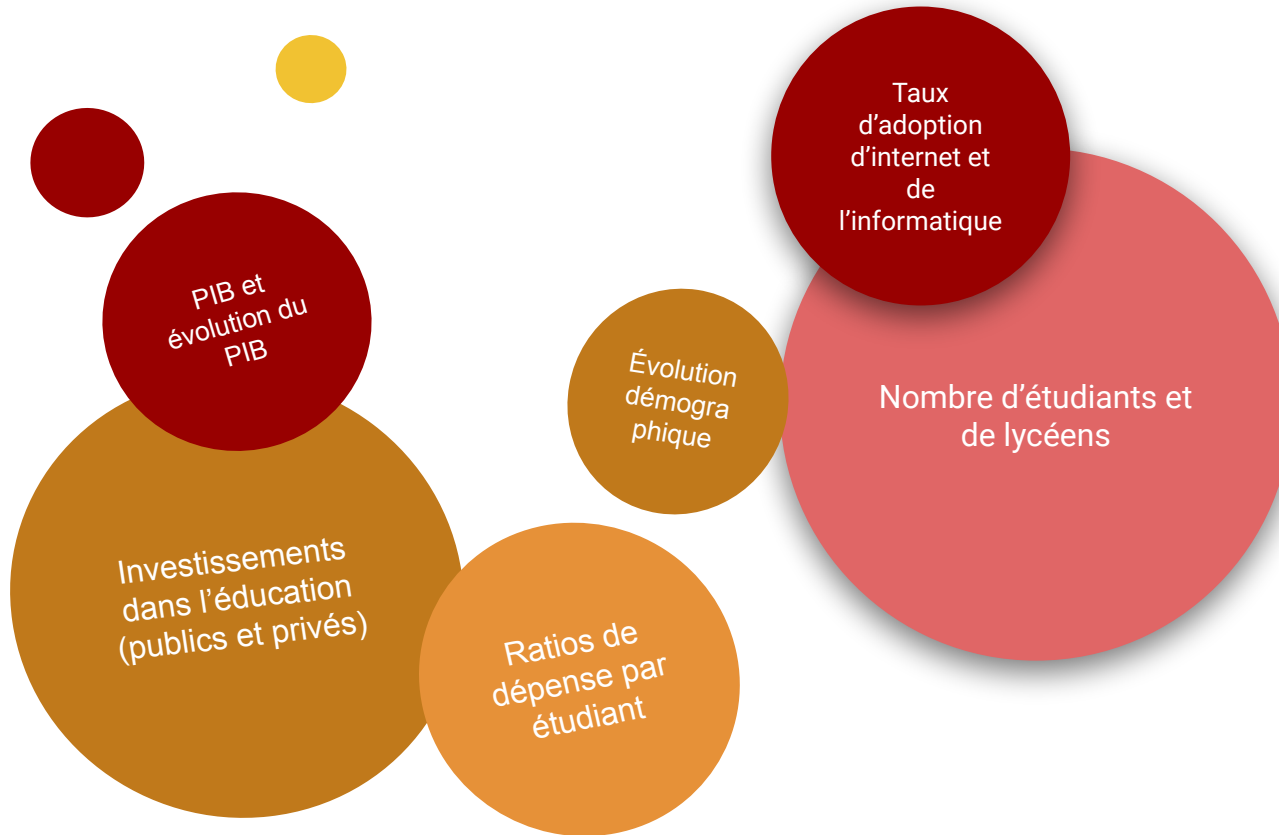 Taux
d’adoption
d’internet et
de
l’informatique
PIB et
évolution du
PIB
Évolution
démogra
phique
Nombre d’étudiants et
de lycéens
Investissements
dans l’éducation
(publics et privés)
Ratios de
dépense par
étudiant